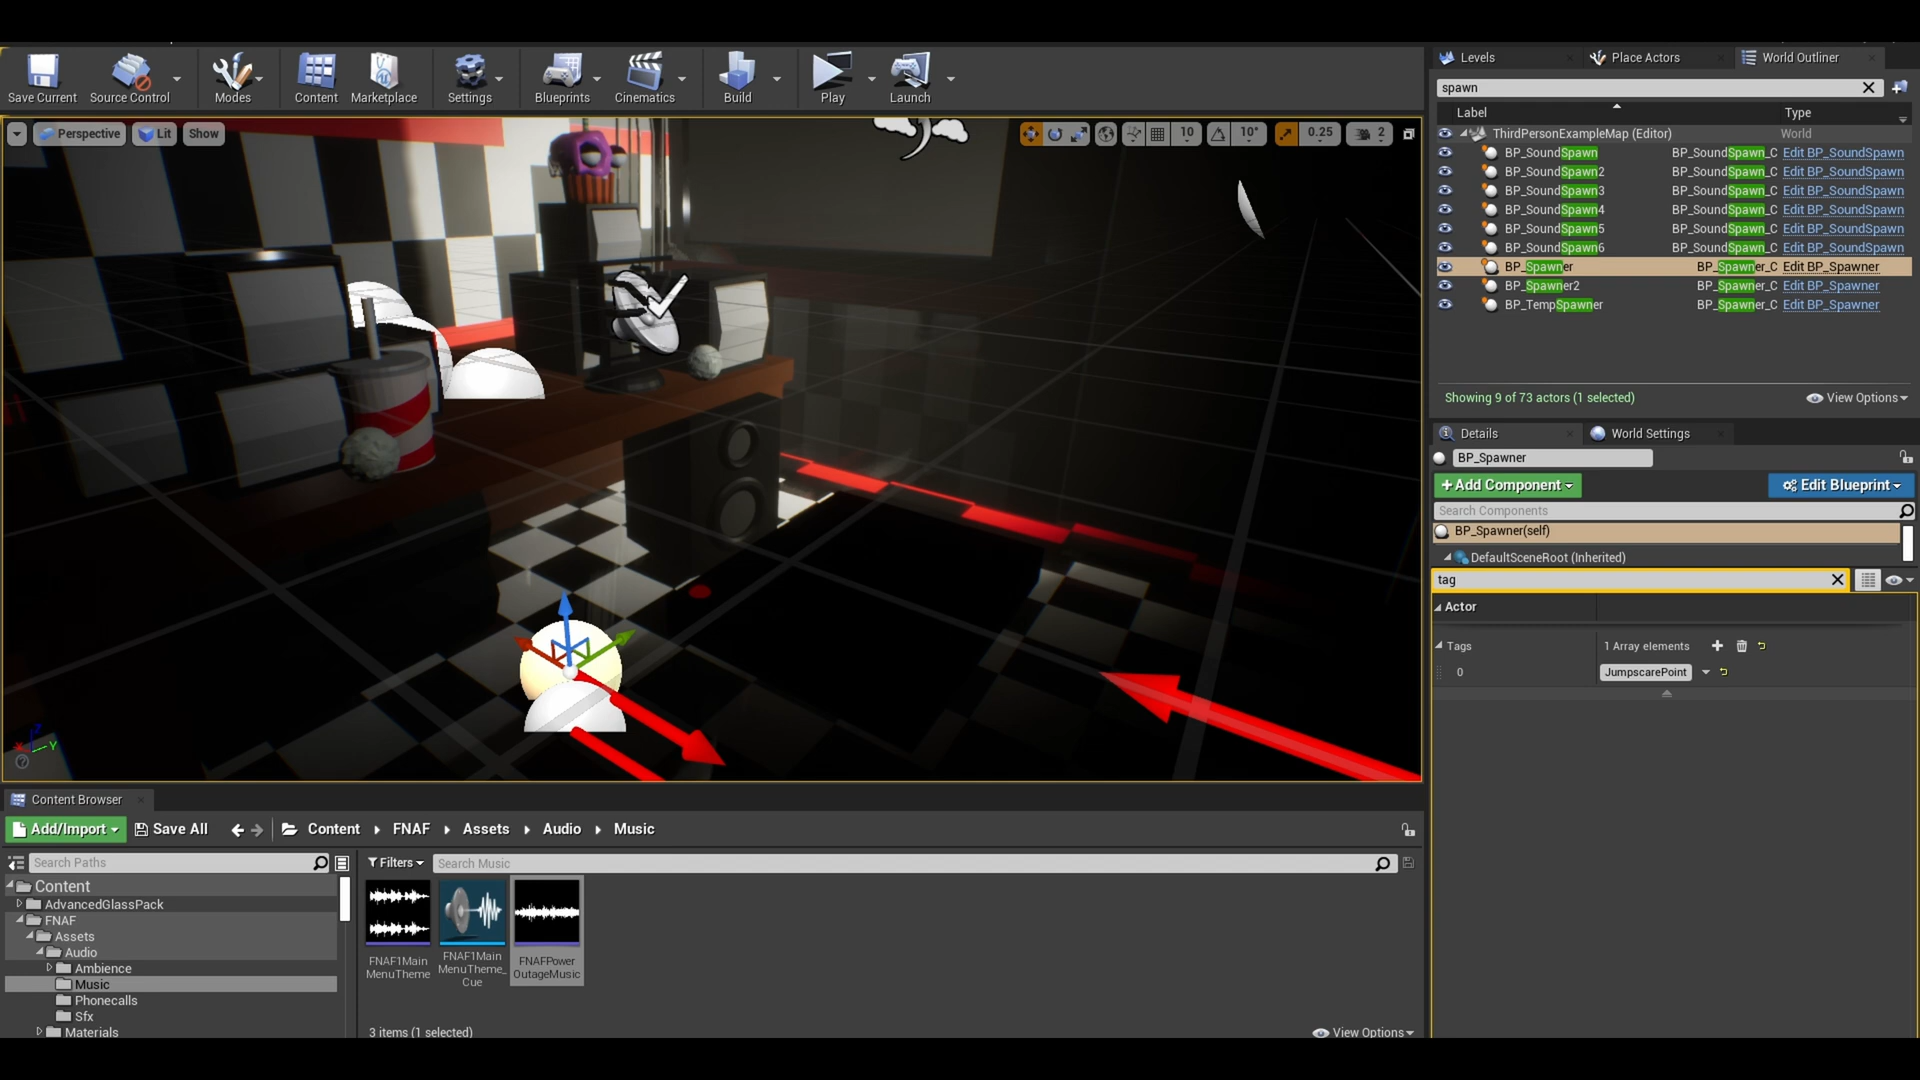 Save Current
Source Control
Modes
Content
Marketplace
Settings
Blueprints
Cinematics
Build
Play
Launch
Perspective
Lit
Show
10
10°
0.25
2
Y
Levels
Place Actors
World Outliner
spawn
Label
Type
ThirdPersonExampleMap (Editor)
World
BP_SoundSpawn BP_SoundSpawn_C Edit BP_SoundSpawn
BP_SoundSpawn2 BP_SoundSpawn_C Edit BP_SoundSpawn
BP_SoundSpawn3 BP_SoundSpawn_C Edit BP_SoundSpawn
BP_SoundSpawn4 BP_SoundSpawn_C Edit BP_SoundSpawn
BP_SoundSpawn5 BP_SoundSpawn_C Edit BP_SoundSpawn
BP_SoundSpawn6 BP_SoundSpawn_C Edit BP_SoundSpawn
BP_Spawner BP_Spawner_C Edit BP_Spawner
BP_Spawner2 BP_Spawner_C Edit BP_Spawner
BP_TempSpawner BP_Spawner_C Edit BP_Spawner
Showing 9 of 73 actors (1 selected)
View Options
Details
World Settings
BP_Spawner
+Add Component
Edit Blueprint
Search Components
BP_Spawner(self)
DefaultSceneRoot (Inherited)
tag
Actor
Tags
1 Array elements
0
JumpscarePoint
Content Browser
Add/Import
Save All
Content
FNAF
Assets
Audio
Music
Search Paths
Filters
Search Music
Content
AdvancedGlassPack
FNAF
Assets
Audio
Ambience
Music
Phonecalls
Sfx
Materials
FNAF1Main
MenuTheme
FNAF1Main
MenuTheme_
Cue
FNAFPower
OutageMusic
3 items (1 selected)
View Options